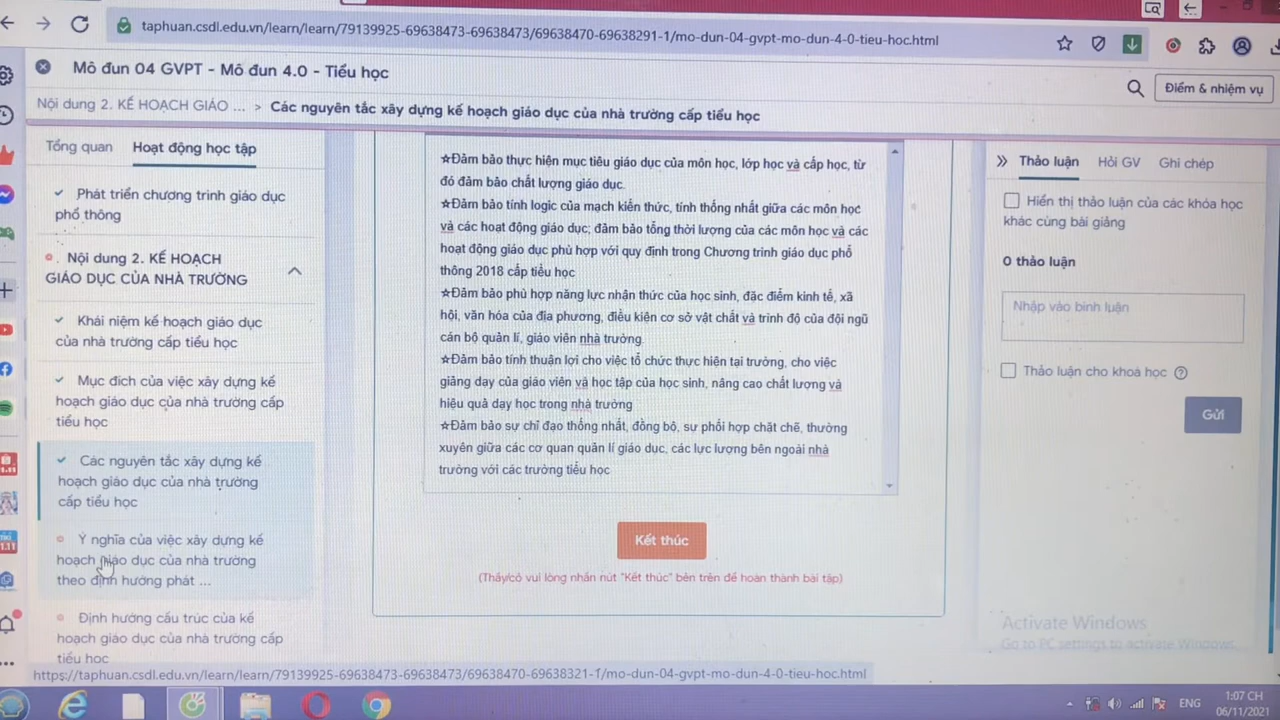 taphuan.csdl.edu.vn/learn/learn/79139925-69638473-69638473/69638470-69638291-1/mo-dun-04-gvpt-mo-dun-4-0-tieu-hoc.html
Mô đun 04 GVPT - Mô đun 4.0 - Tiểu học
Điểm & nhiệm vụ
Nội dung 2. KẾ HOẠCH GIÁO ... > Các nguyên tắc xây dựng kế hoạch giáo dục của nhà trường cấp tiểu học
Tổng quan Hoạt động học tập
Phát triển chương trình giáo dục
phổ thông
Nội dung 2. KẾ HOẠCH
GIÁO DỤC CỦA NHÀ TRƯỜNG
Khái niệm kế hoạch giáo dục
của nhà trường cấp tiểu học
Mục đích của việc xây dựng kế
hoạch giáo dục của nhà trường cấp
tiểu học
Các nguyên tắc xây dựng kế
hoạch giáo dục của nhà trường
cấp tiểu học
Ý nghĩa của việc xây dựng kế
hoạch giáo dục của nhà trường
theo định hướng phát ...
Định hướng cấu trúc của kế
hoạch giáo dục của nhà trường cấp
tiểu học
☆Đảm bảo thực hiện mục tiêu giáo dục của môn học, lớp học và cấp học, từ
đó đảm bảo chất lượng giáo dục.
☆Đảm bảo tính logic của mạch kiến thức, tính thống nhất giữa các môn học
và các hoạt động giáo dục; đảm bảo tổng thời lượng của các môn học và các
hoạt động giáo dục phù hợp với quy định trong Chương trình giáo dục phổ
thông 2018 cấp tiểu học
☆Đảm bảo phù hợp năng lực nhận thức của học sinh, đặc điểm kinh tế, xã
hội, văn hóa của địa phương, điều kiện cơ sở vật chất và trình độ của đội ngũ
cán bộ quản lí, giáo viên nhà trường.
☆Đảm bảo tính thuận lợi cho việc tổ chức thực hiện tại trường, cho việc
giảng dạy của giáo viên và học tập của học sinh, nâng cao chất lượng và
hiệu quả dạy học trong nhà trường
☆Đảm bảo sự chỉ đạo thống nhất, đồng bộ, sự phối hợp chặt chẽ, thường
xuyên giữa các cơ quan quản lí giáo dục, các lực lượng bên ngoài nhà
trường với các trường tiểu học
Kết thúc
(Thầy/cô vui lòng nhấn nút "Kết thúc" bên trên để hoàn thành bài tập)
Thảo luận Hỏi GV Ghi chép
Hiển thị thảo luận của các khóa học
khác cùng bài giảng
0 thảo luận
Nhập vào bình luận
Thảo luận cho khoá học
Gửi
Activate Windows
Go to PC settings to activate Windows.
https://taphuan.csdl.edu.vn/learn/learn/79139925-69638473-69638473/69638470-69638321-1/mo-dun-04-gvpt-mo-dun-4-0-tieu-hoc.html
ENG
1:07 CH
06/11/2021